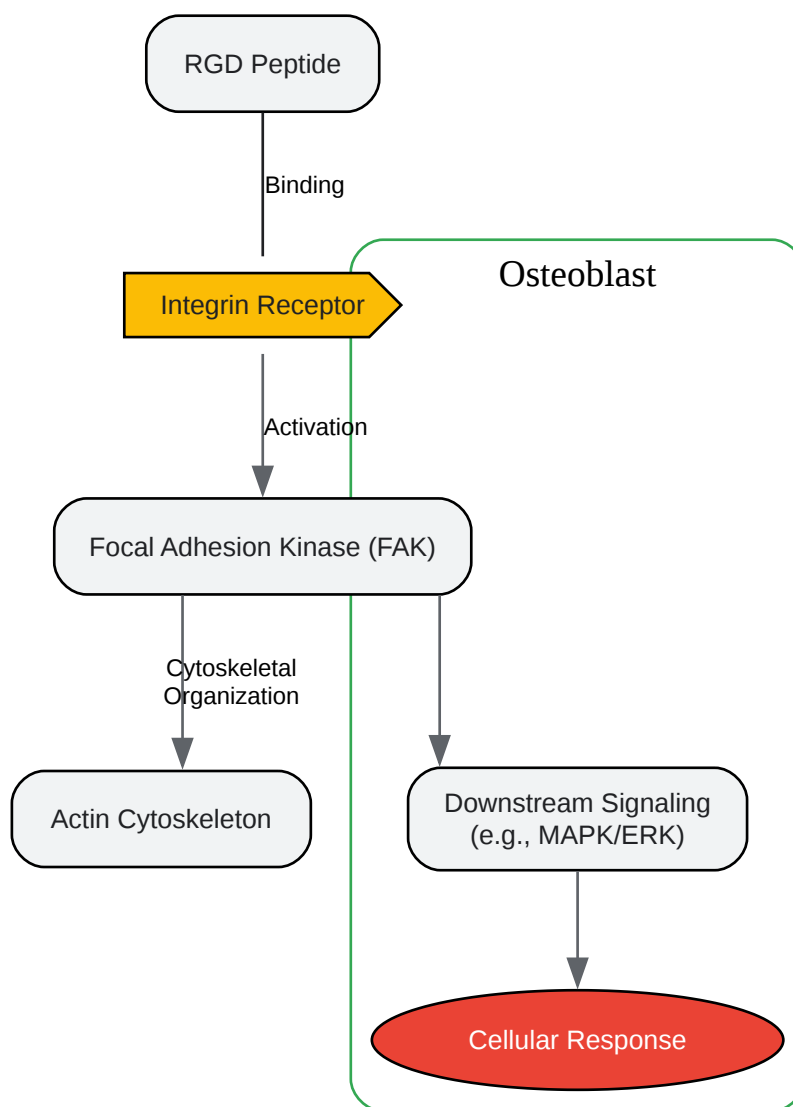 RGD Peptide
Binding
Osteoblast
Integrin Receptor
Activation
Focal Adhesion Kinase (FAK)
Cytoskeletal
Organization
Actin Cytoskeleton
Downstream Signaling
(e.g., MAPK/ERK)
Cellular Response